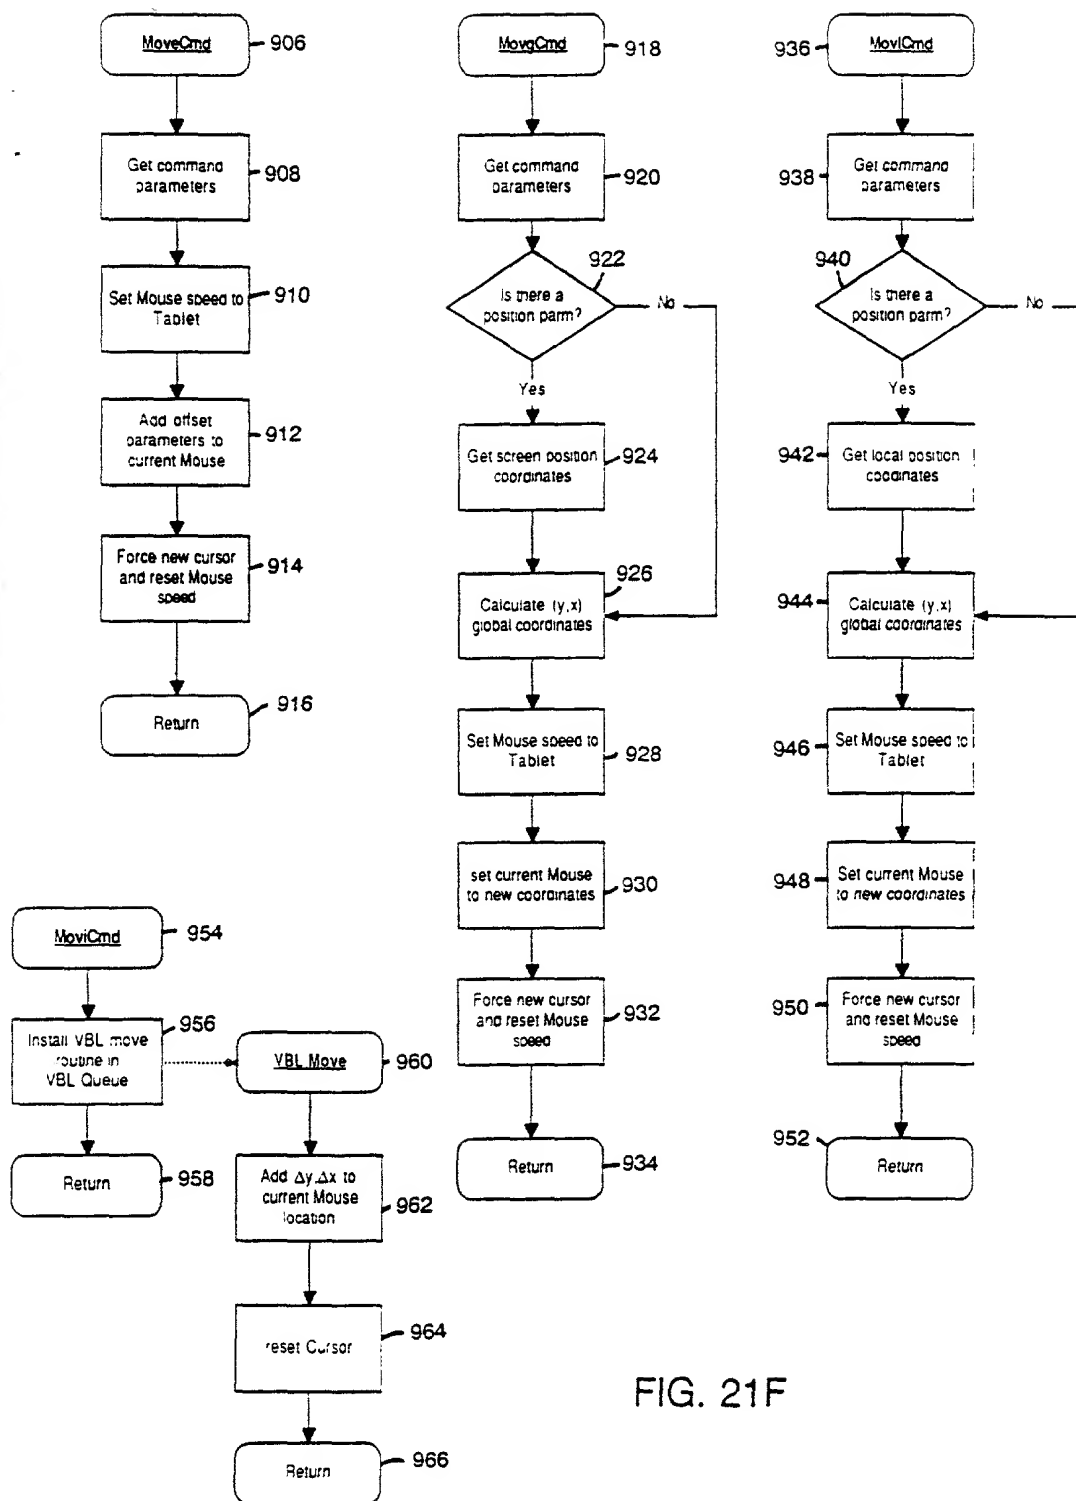 MoveCmd
906
Get command
parameters
908
Set Mouse speed to
Tablet
910
Add offset
parameters to
current Mouse
912
Force new cursor
and reset Mouse
speed
914
Return
916
MovgCmd
918
Get command
parameters
920
Is there a
position parm?
922
No
Yes
Get screen position
coordinates
924
Calculate (y,x)
global coordinates
926
Set Mouse speed to
Tablet
928
set current Mouse
to new coordinates
930
Force new cursor
and reset Mouse
speed
932
Return
934
MovlCmd
936
Get command
parameters
938
Is there a
position parm?
940
No
Yes
Get local position
coodinates
942
Calculate (y,x)
global coordinates
944
Set Mouse speed to
Tablet
946
Set current Mouse
to new coordinates
948
Force new cursor
and reset Mouse
speed
950
Return
952
MoviCmd
954
Install VBL move
routine in
VBL Queue
956
Return
958
VBL Move
960
Add Δy,Δx to
current Mouse
location
962
reset Cursor
964
Return
966
FIG. 21F